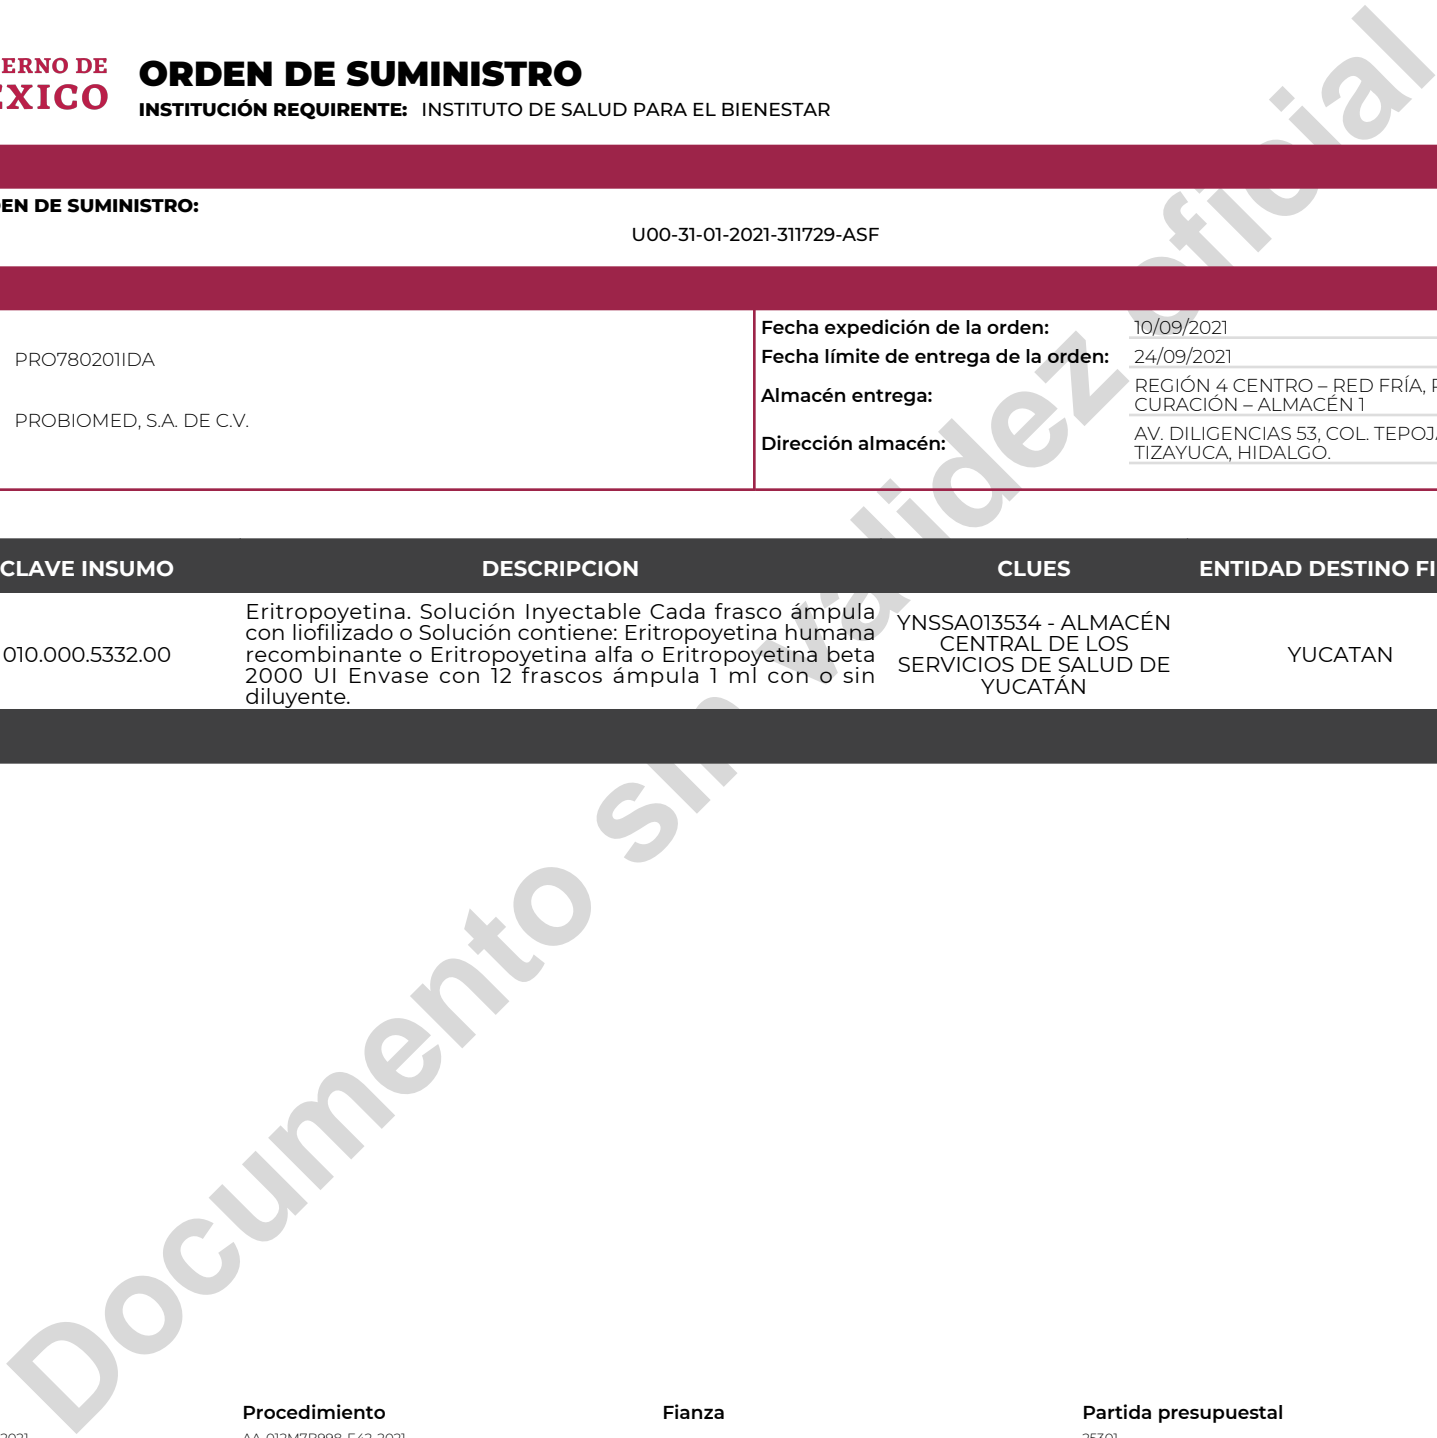 ORDEN DE SUMINISTRO
INSTITUCIÓN REQUIRENTE: INSTITUTO DE SALUD PARA EL BIENESTAR
DE SUMINISTRO:
U00-31-01-2021-311729-ASF
PRO780201IDA
PROBIOMED, S.A. DE C.V.
Fecha expedición de la orden: 10/09/2021
Fecha límite de entrega de la orden: 24/09/2021
Almacén entrega: REGIÓN 4 CENTRO – RED FRÍA,
CURACIÓN – ALMACÉN 1
Dirección almacén: AV. DILIGENCIAS 53, COL.
TIZAYUCA, HIDALGO.
CLAVE INSUMO DESCRIPCION CLUES ENTIDAD DESTINO
010.000.5332.00
Eritropoyetina. Solución Inyectable Cada frasco ámpula
con liofilizado o Solución contiene: Eritropoyetina humana
recombinante o Eritropoyetina alfa o Eritropoyetina beta
2000 UI Envase con 12 frascos ámpula 1 ml con o sin
diluyente.
YNSSA013534 - ALMACÉN
CENTRAL DE LOS
SERVICIOS DE SALUD DE
YUCATÁN
YUCATAN
Documento sin validez oficial
Procedimiento Fianza Partida presupuestal